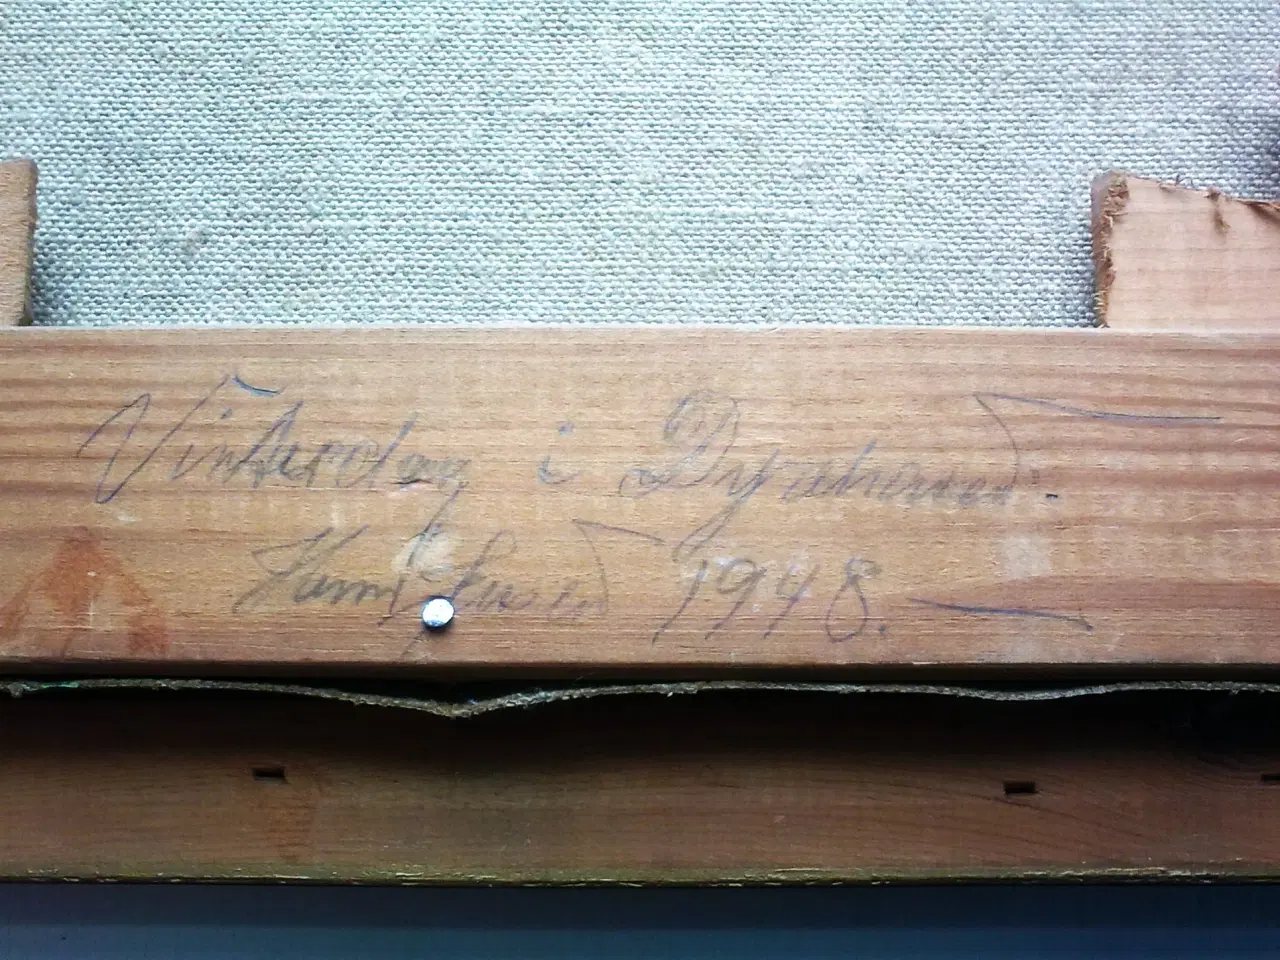 Vinterdag i Dyrehaven.
1948.